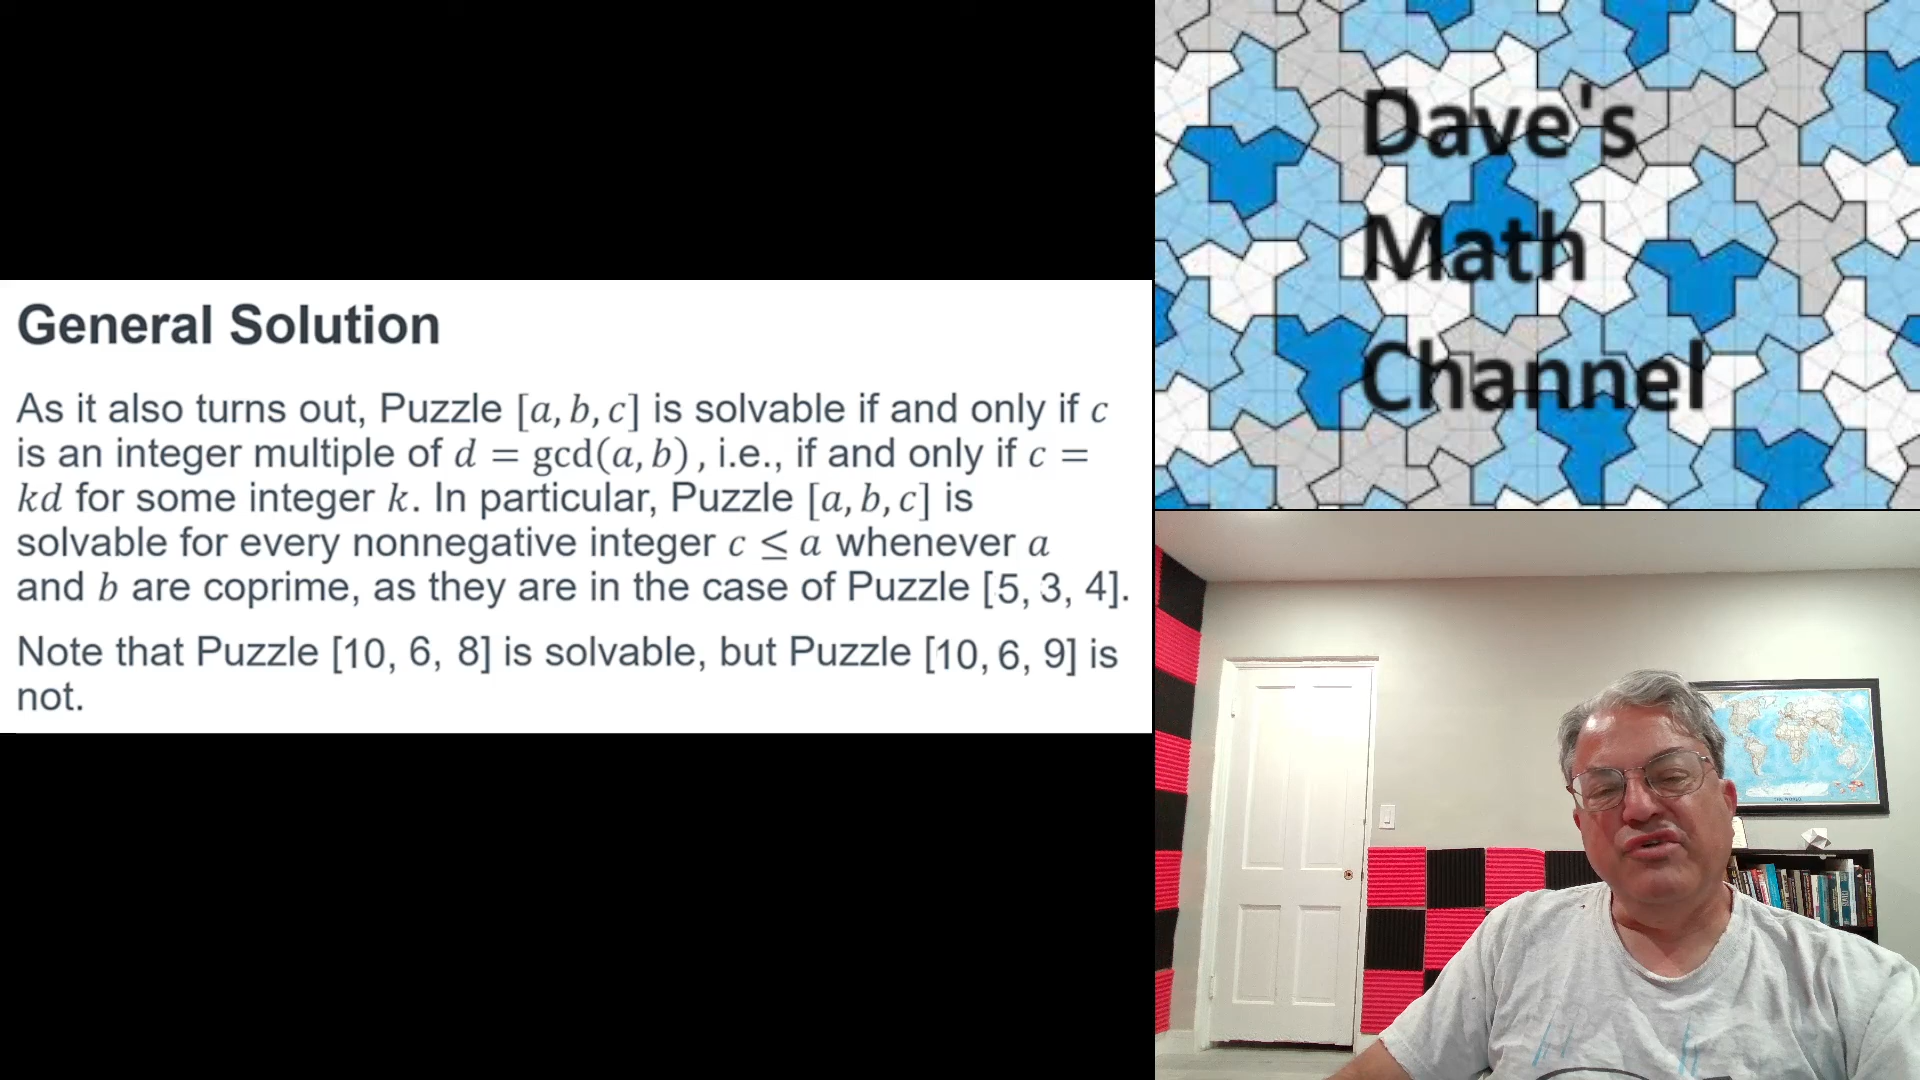 General Solution
As it also turns out, Puzzle [a, b, c] is solvable if and only if c
is an integer multiple of d = gcd(a, b), i.e., if and only if c =
kd for some integer k. In particular, Puzzle [a, b, c] is
solvable for every nonnegative integer c ≤ a whenever a
and b are coprime, as they are in the case of Puzzle [5, 3, 4].
Note that Puzzle [10, 6, 8] is solvable, but Puzzle [10, 6, 9] is
not.
Dave's
Math
Channel